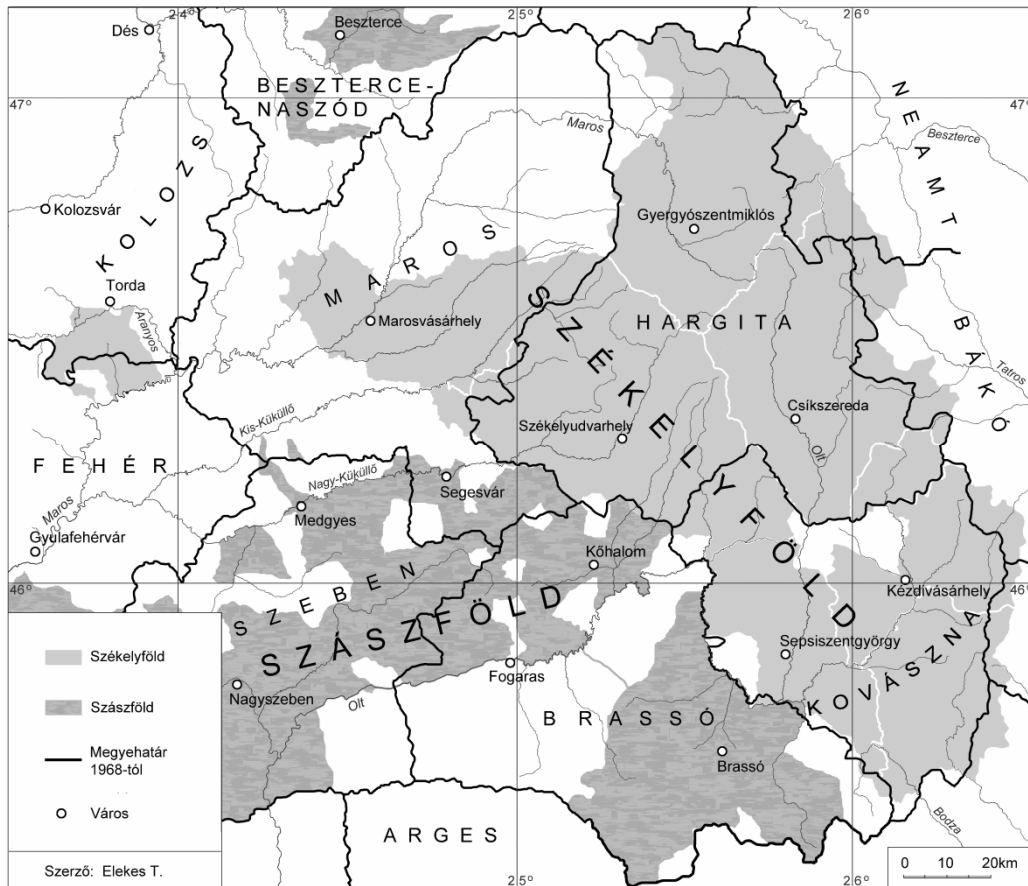 24°
25°
26°
Dés
Beszterce
BESZTERCE-
NASZÓD
47°
47°
NEAMT
Beszterce
Maros
KOLOZS
Kolozsvár
Gyergyószentmiklós
MAROS
Torda
Aranyos
Marosvásárhely
SZÉKELYFÖLD
HARGITA
BÁKÓ
Tatros
Csíkszereda
Kis-Küküllő
Székelyudvarhely
Olt
FEHÉR
Nagy-Küküllő
Segesvár
Medgyes
Maros
Gyulafehérvár
Kőhalom
Kézdivásárhely
46°
46°
SZEBEN
SZÁSZFÖLD
Sepsiszentgyörgy
KOVÁSZNA
Fogaras
Nagyszeben
Olt
BRASSÓ
Brassó
ARGES
Bodza
Székelyföld
Szászföld
Megyehatár
1968-tól
Város
Szerző: Elekes T.
25°
26°
0 10 20km